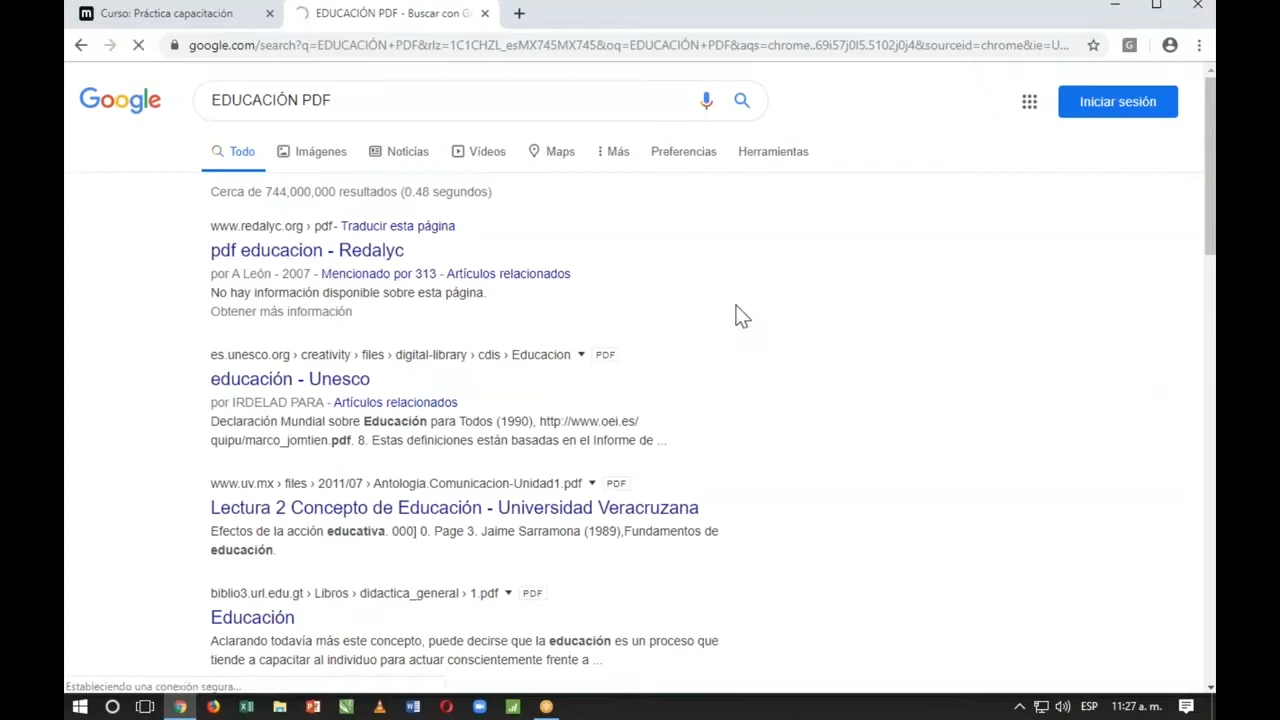 Curso: Práctica capacitación
EDUCACIÓN PDF - Buscar con Go
google.com/search?q=EDUCACIÓN+PDF&rlz=1C1CHZL_esMX745MX745&oq=EDUCACIÓN+PDF&aqs=chrome..69i57j0l5.5102j0j4&sourceid=chrome&ie=U...
Google
EDUCACIÓN PDF
Iniciar sesión
Todo Imágenes Noticias Vídeos Maps Más Preferencias Herramientas
Cerca de 744,000,000 resultados (0.48 segundos)
www.redalyc.org › pdf - Traducir esta página
pdf educacion - Redalyc
por A León - 2007 - Mencionado por 313 - Artículos relacionados
No hay información disponible sobre esta página.
Obtener más información
es.unesco.org › creativity › files › digital-library › cdis › Educacion PDF
educación - Unesco
por IRDELAD PARA - Artículos relacionados
Declaración Mundial sobre Educación para Todos (1990), http://www.oei.es/
quipu/marco_jomtien.pdf. 8. Estas definiciones están basadas en el Informe de ...
www.uv.mx › files › 2011/07 › Antologia.Comunicacion-Unidad1.pdf PDF
Lectura 2 Concepto de Educación - Universidad Veracruzana
Efectos de la acción educativa. 000] 0. Page 3. Jaime Sarramona (1989),Fundamentos de
educación.
biblio3.url.edu.gt › Libros › didactica_general › 1.pdf PDF
Educación
Aclarando todavía más este concepto, puede decirse que la educación es un proceso que
tiende a capacitar al individuo para actuar conscientemente frente a ...
Estableciendo una conexión segura...
ESP 11:27 a. m.